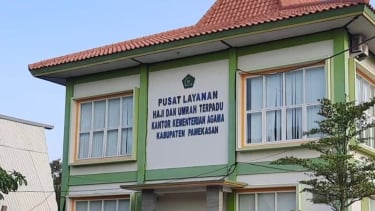 PUSAT LAYANAN
HAJI DAN UMRAH TERPADU
KANTOR KEMENTERIAN AGAMA
KABUPATEN PAMEKASAN